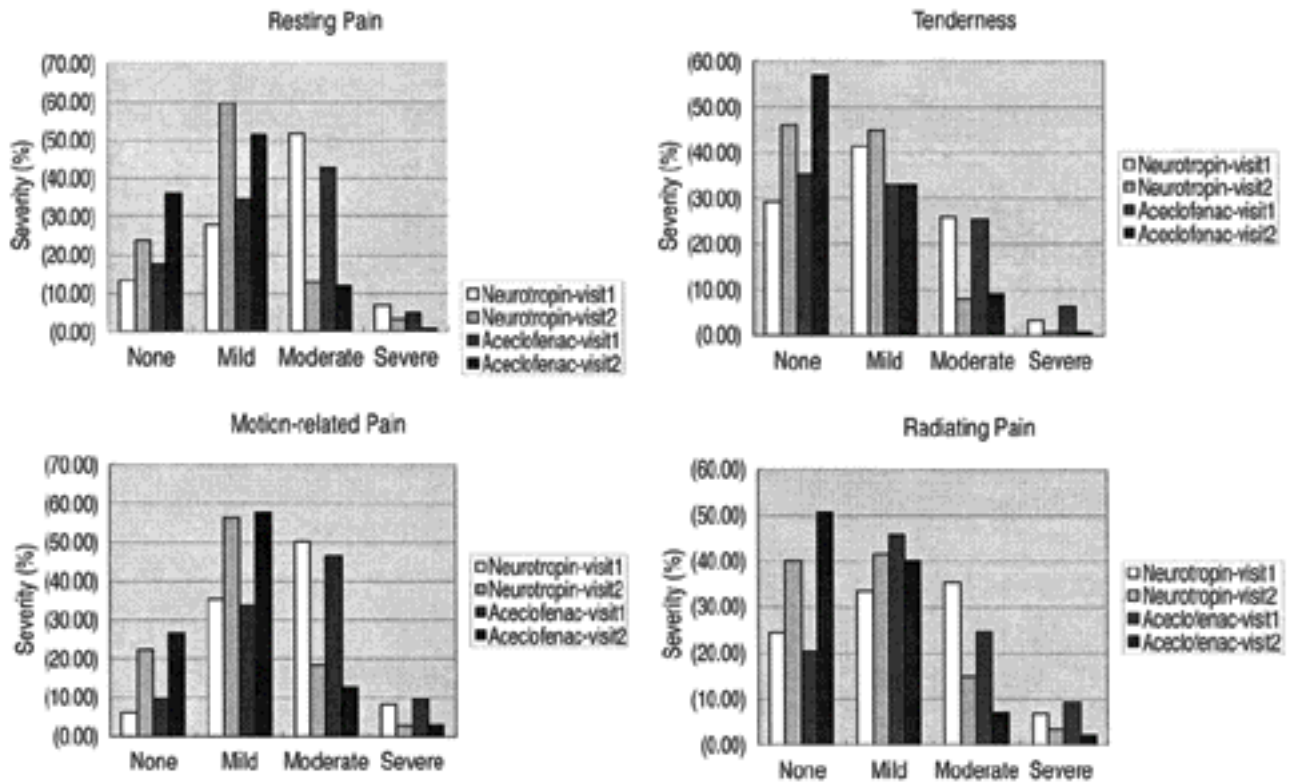 Resting Pain
Severity (%)
(70.00)
(60.00)
(50.00)
(40.00)
(30.00)
(20.00)
(10.00)
(0.00)
None Mild Moderate Severe
Neurotropin-visit1
Neurotropin-visit2
Aceclofenac-visit1
Aceclofenac-visit2
Tenderness
Severity (%)
(60.00)
(50.00)
(40.00)
(30.00)
(20.00)
(10.00)
(0.00)
None Mild Moderate Severe
Neurotropin-visit1
Neurotropin-visit2
Aceclofenac-visit1
Aceclofenac-visit2
Motion-related Pain
Severity (%)
(70.00)
(60.00)
(50.00)
(40.00)
(30.00)
(20.00)
(10.00)
(0.00)
None Mild Moderate Severe
Neurotropin-visit1
Neurotropin-visit2
Aceclofenac-visit1
Aceclofenac-visit2
Radiating Pain
Severity (%)
(60.00)
(50.00)
(40.00)
(30.00)
(20.00)
(10.00)
(0.00)
None Mild Moderate Severe
Neurotropin-visit1
Neurotropin-visit2
Aceclofenac-visit1
Aceclofenac-visit2